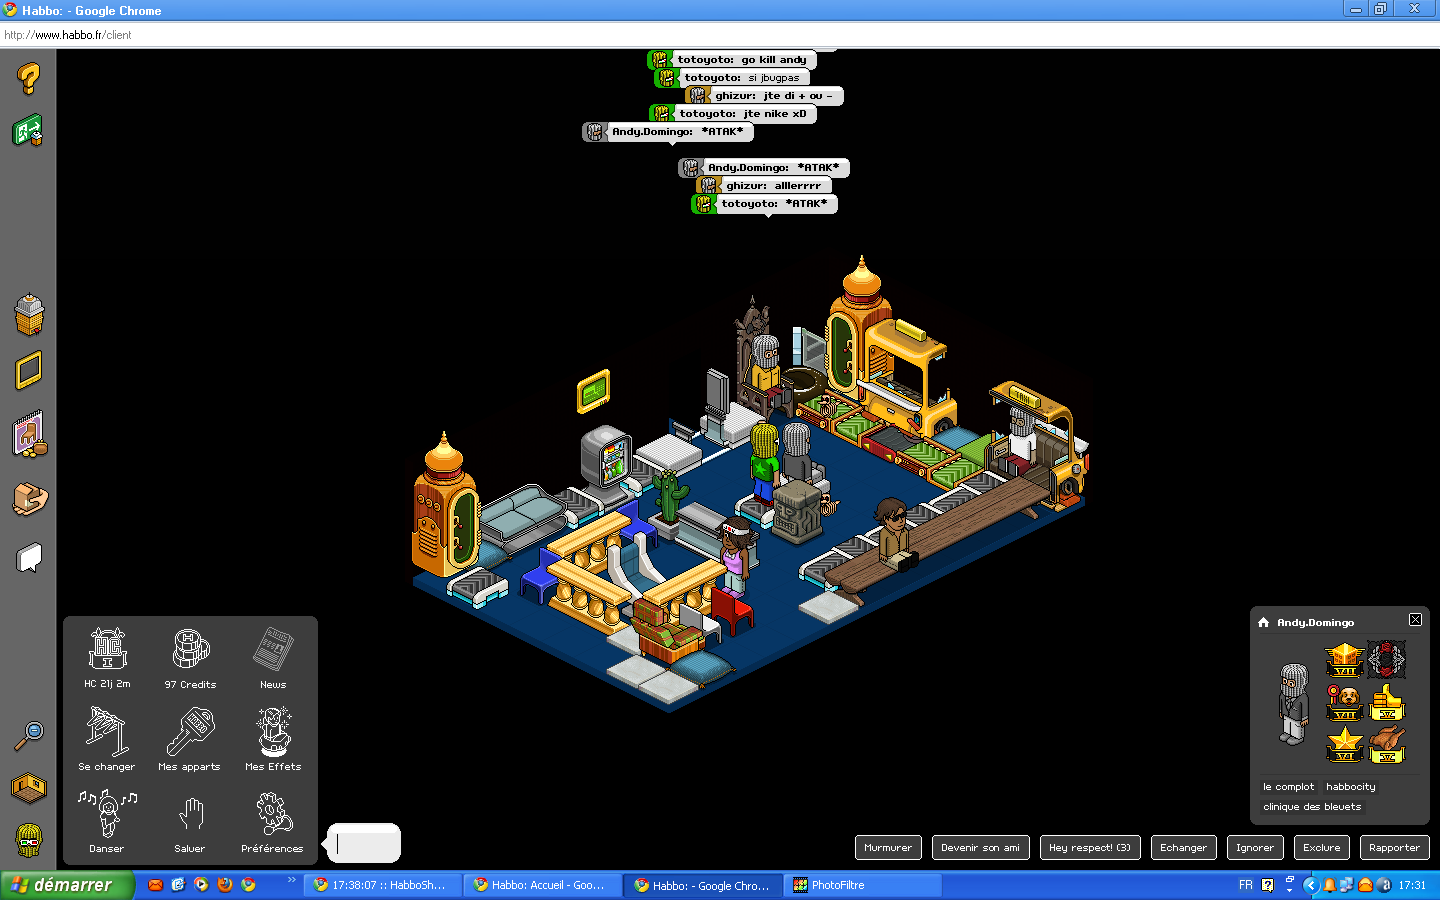 Habbo: - Google Chrome
http://www.habbo.fr/client
totoyoto: go kill andy
totoyoto: si jbugpas
ghizur: jte di + ou -
totoyoto: jte nike xD
Andy.Domingo: *ATAK*
Andy.Domingo: *ATAK*
ghizur: alllerrrr
totoyoto: *ATAK*
TAXI
HC
I
HC 21j 2m
97 Credits
News
Se changer
Mes apparts
Mes Effets
Danser
Saluer
Préférences
Andy.Domingo
le complot
habbocity
clinique des bleuets
Murmurer
Devenir son ami
Hey respect! (3)
Echanger
Ignorer
Exclure
Rapporter
démarrer
17:38:07 :: HabboSh...
Habbo: Accueil - Goo...
Habbo: - Google Chro...
PhotoFiltre
FR
17:31